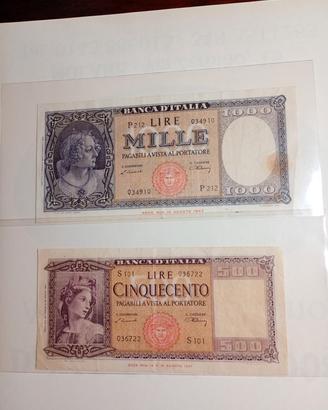 BANCA D'ITALIA
P 212 LIRE 034910
1000
MILLE
PAGABILI A VISTA AL PORTATORE
034910 P 212
1000
BANCA D'ITALIA
S 101 LIRE 036722
500
CINQUECENTO
PAGABILI A VISTA AL PORTATORE
036722 S 101
500